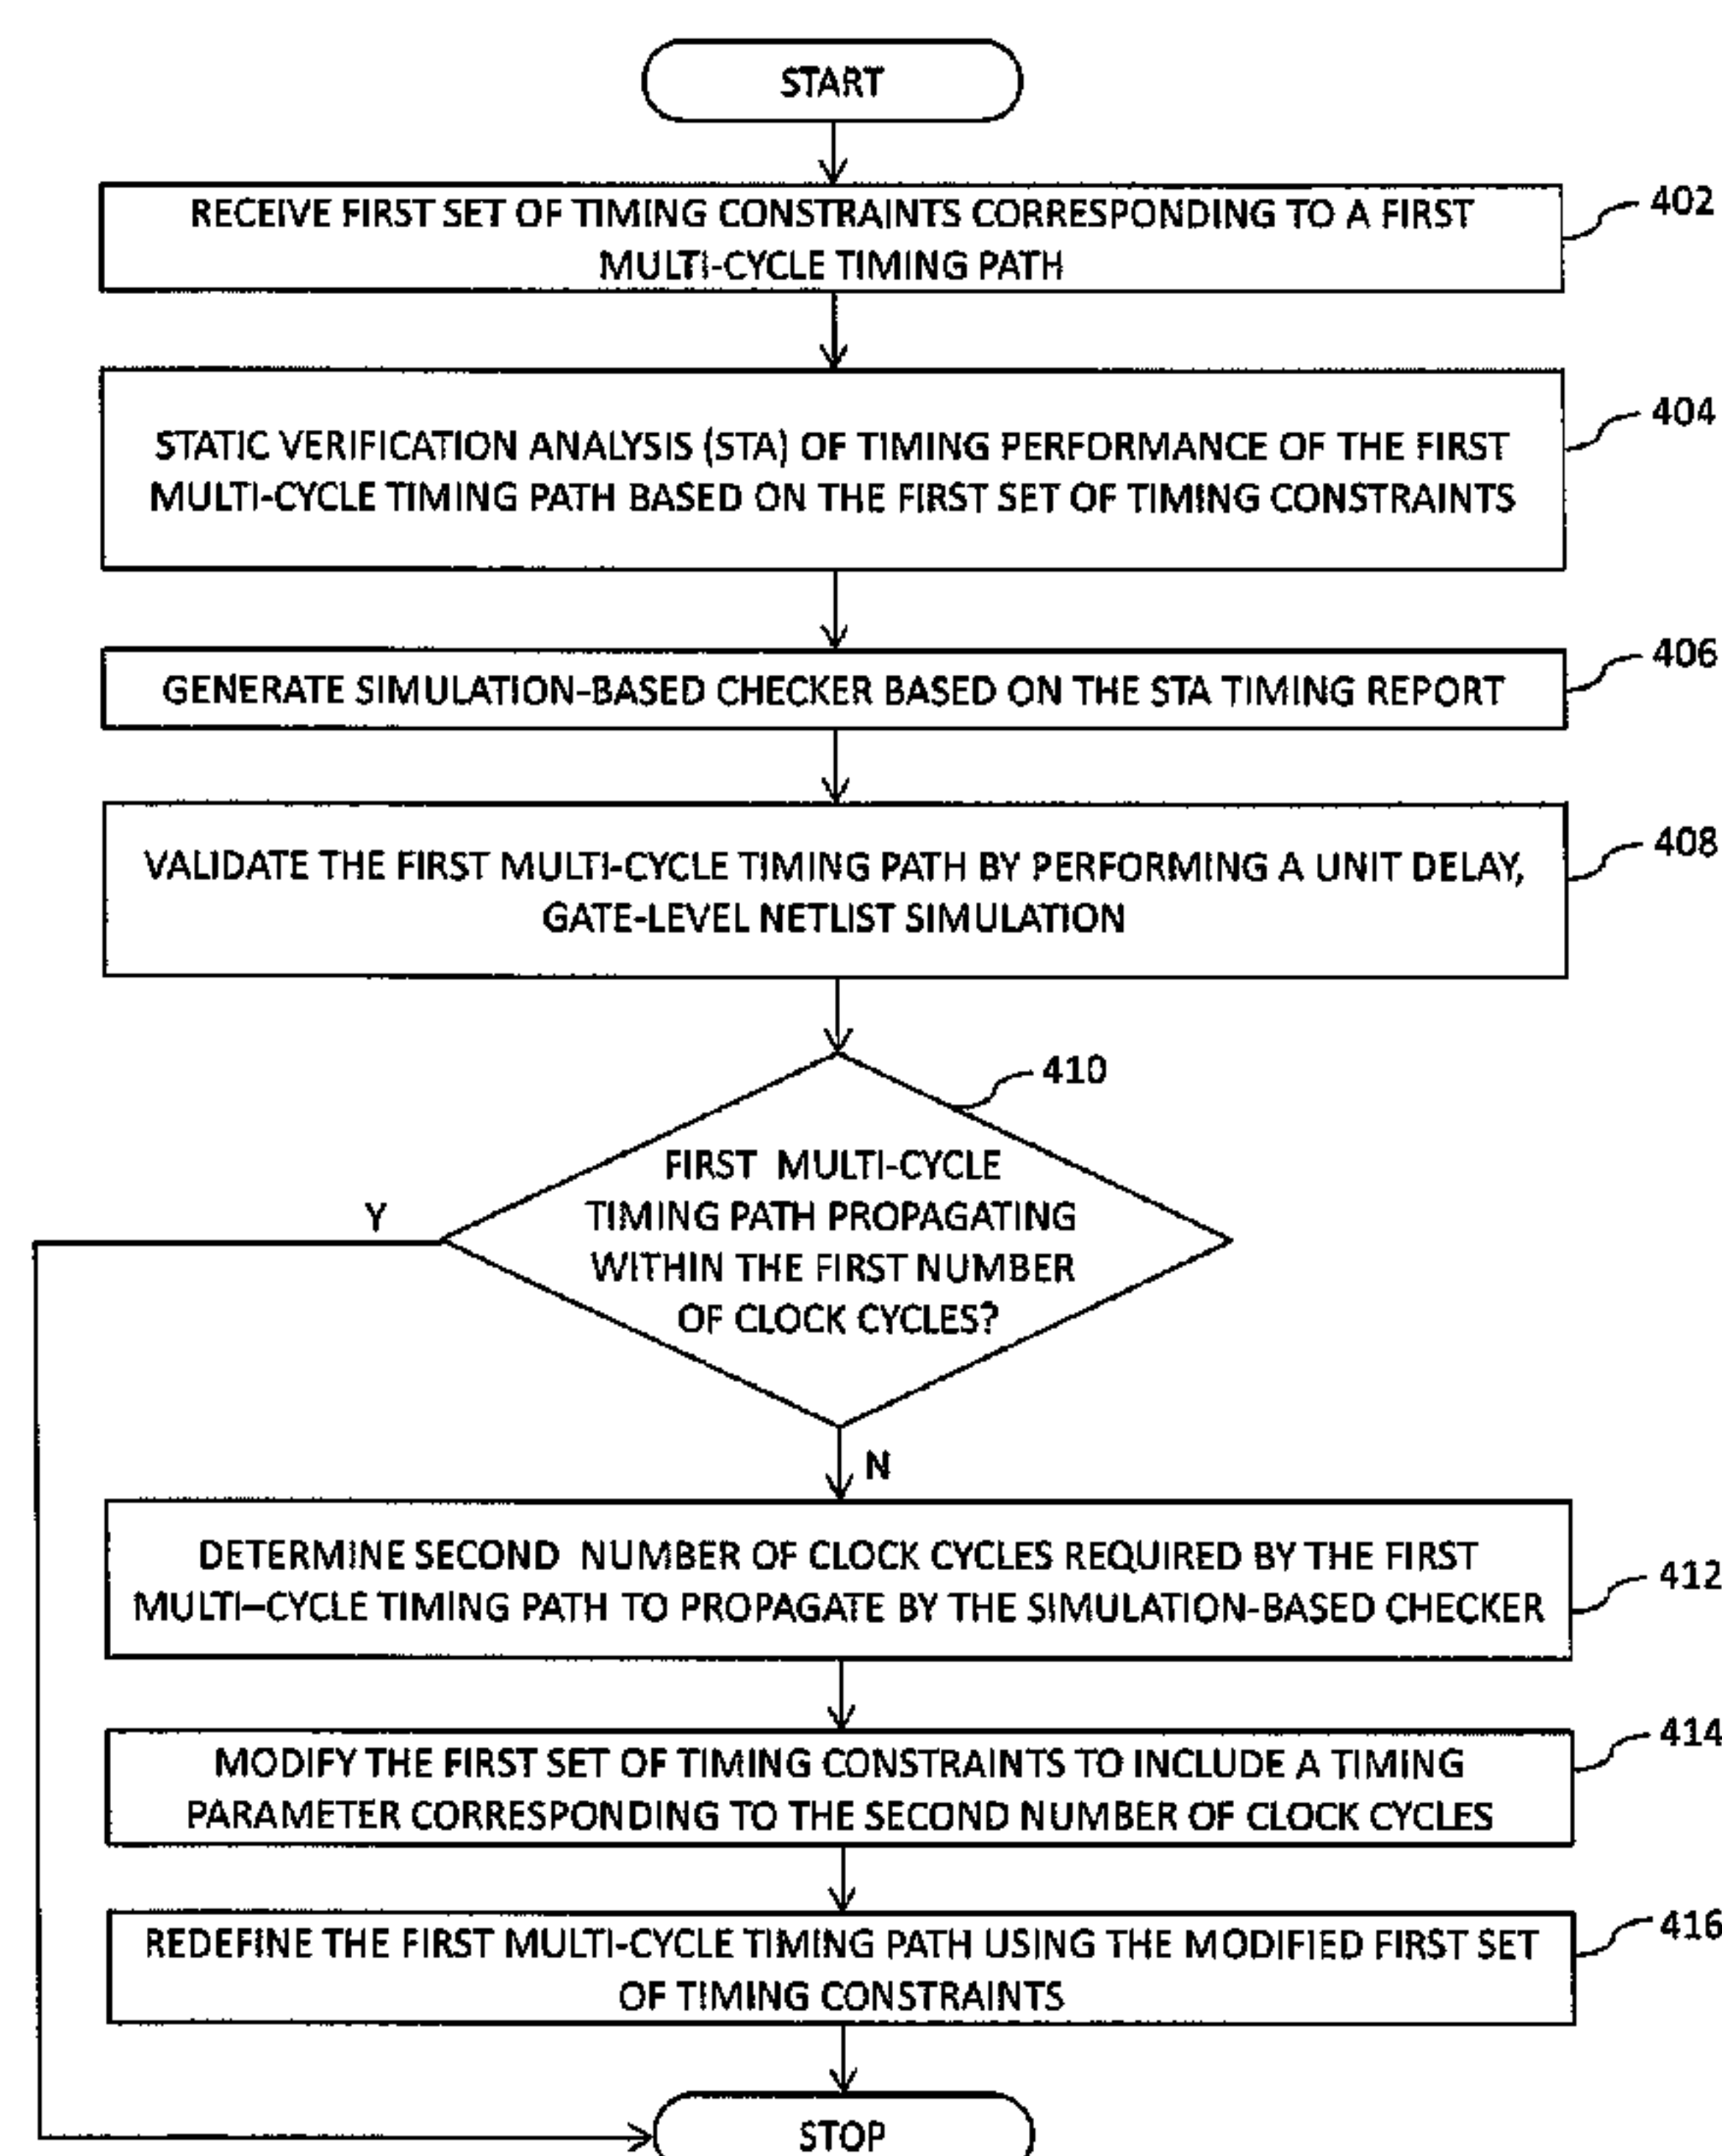 START
RECEIVE FIRST SET OF TIMING CONSTRAINTS CORRESPONDING TO A FIRST
MULTI-CYCLE TIMING PATH
402
STATIC VERIFICATION ANALYSIS (STA) OF TIMING PERFORMANCE OF THE FIRST
MULTI-CYCLE TIMING PATH BASED ON THE FIRST SET OF TIMING CONSTRAINTS
404
GENERATE SIMULATION-BASED CHECKER BASED ON THE STA TIMING REPORT
406
VALIDATE THE FIRST MULTI-CYCLE TIMING PATH BY PERFORMING A UNIT DELAY,
GATE-LEVEL NETLIST SIMULATION
408
410
FIRST MULTI-CYCLE
TIMING PATH PROPAGATING
WITHIN THE FIRST NUMBER
OF CLOCK CYCLES?
Y
N
DETERMINE SECOND NUMBER OF CLOCK CYCLES REQUIRED BY THE FIRST
MULTI–CYCLE TIMING PATH TO PROPAGATE BY THE SIMULATION-BASED CHECKER
412
MODIFY THE FIRST SET OF TIMING CONSTRAINTS TO INCLUDE A TIMING
PARAMETER CORRESPONDING TO THE SECOND NUMBER OF CLOCK CYCLES
414
REDEFINE THE FIRST MULTI-CYCLE TIMING PATH USING THE MODIFIED FIRST SET
OF TIMING CONSTRAINTS
416
STOP